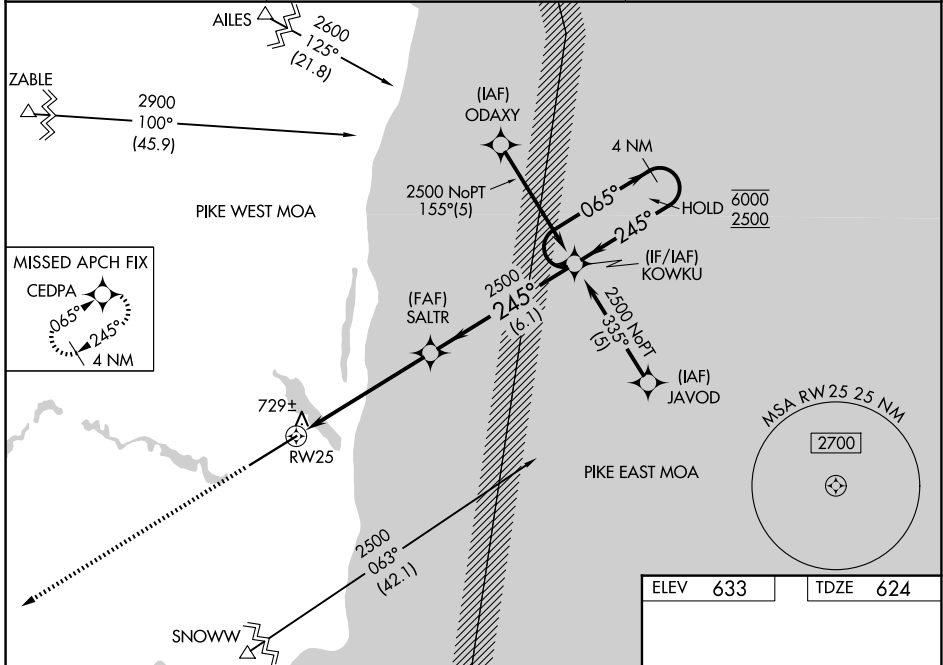 AILES
2600
125°
(21.8)
ZABLE
2900
100°
(45.9)
(IAF)
ODAXY
4 NM
2500 NoPT
155°(5)
065°
HOLD
6000
2500
245°
PIKE WEST MOA
(IF/IAF)
KOWKU
MISSED APCH FIX
CEDPA
065°
245°
4 NM
2500
245°
(6.1)
(FAF)
SALTR
2500 NoPT
335°
(5)
(IAF)
JAVOD
729±
RW25
MSA RW25 25 NM
2700
PIKE EAST MOA
2500
063°
(42.1)
SNOWW
ELEV 633
TDZE 624